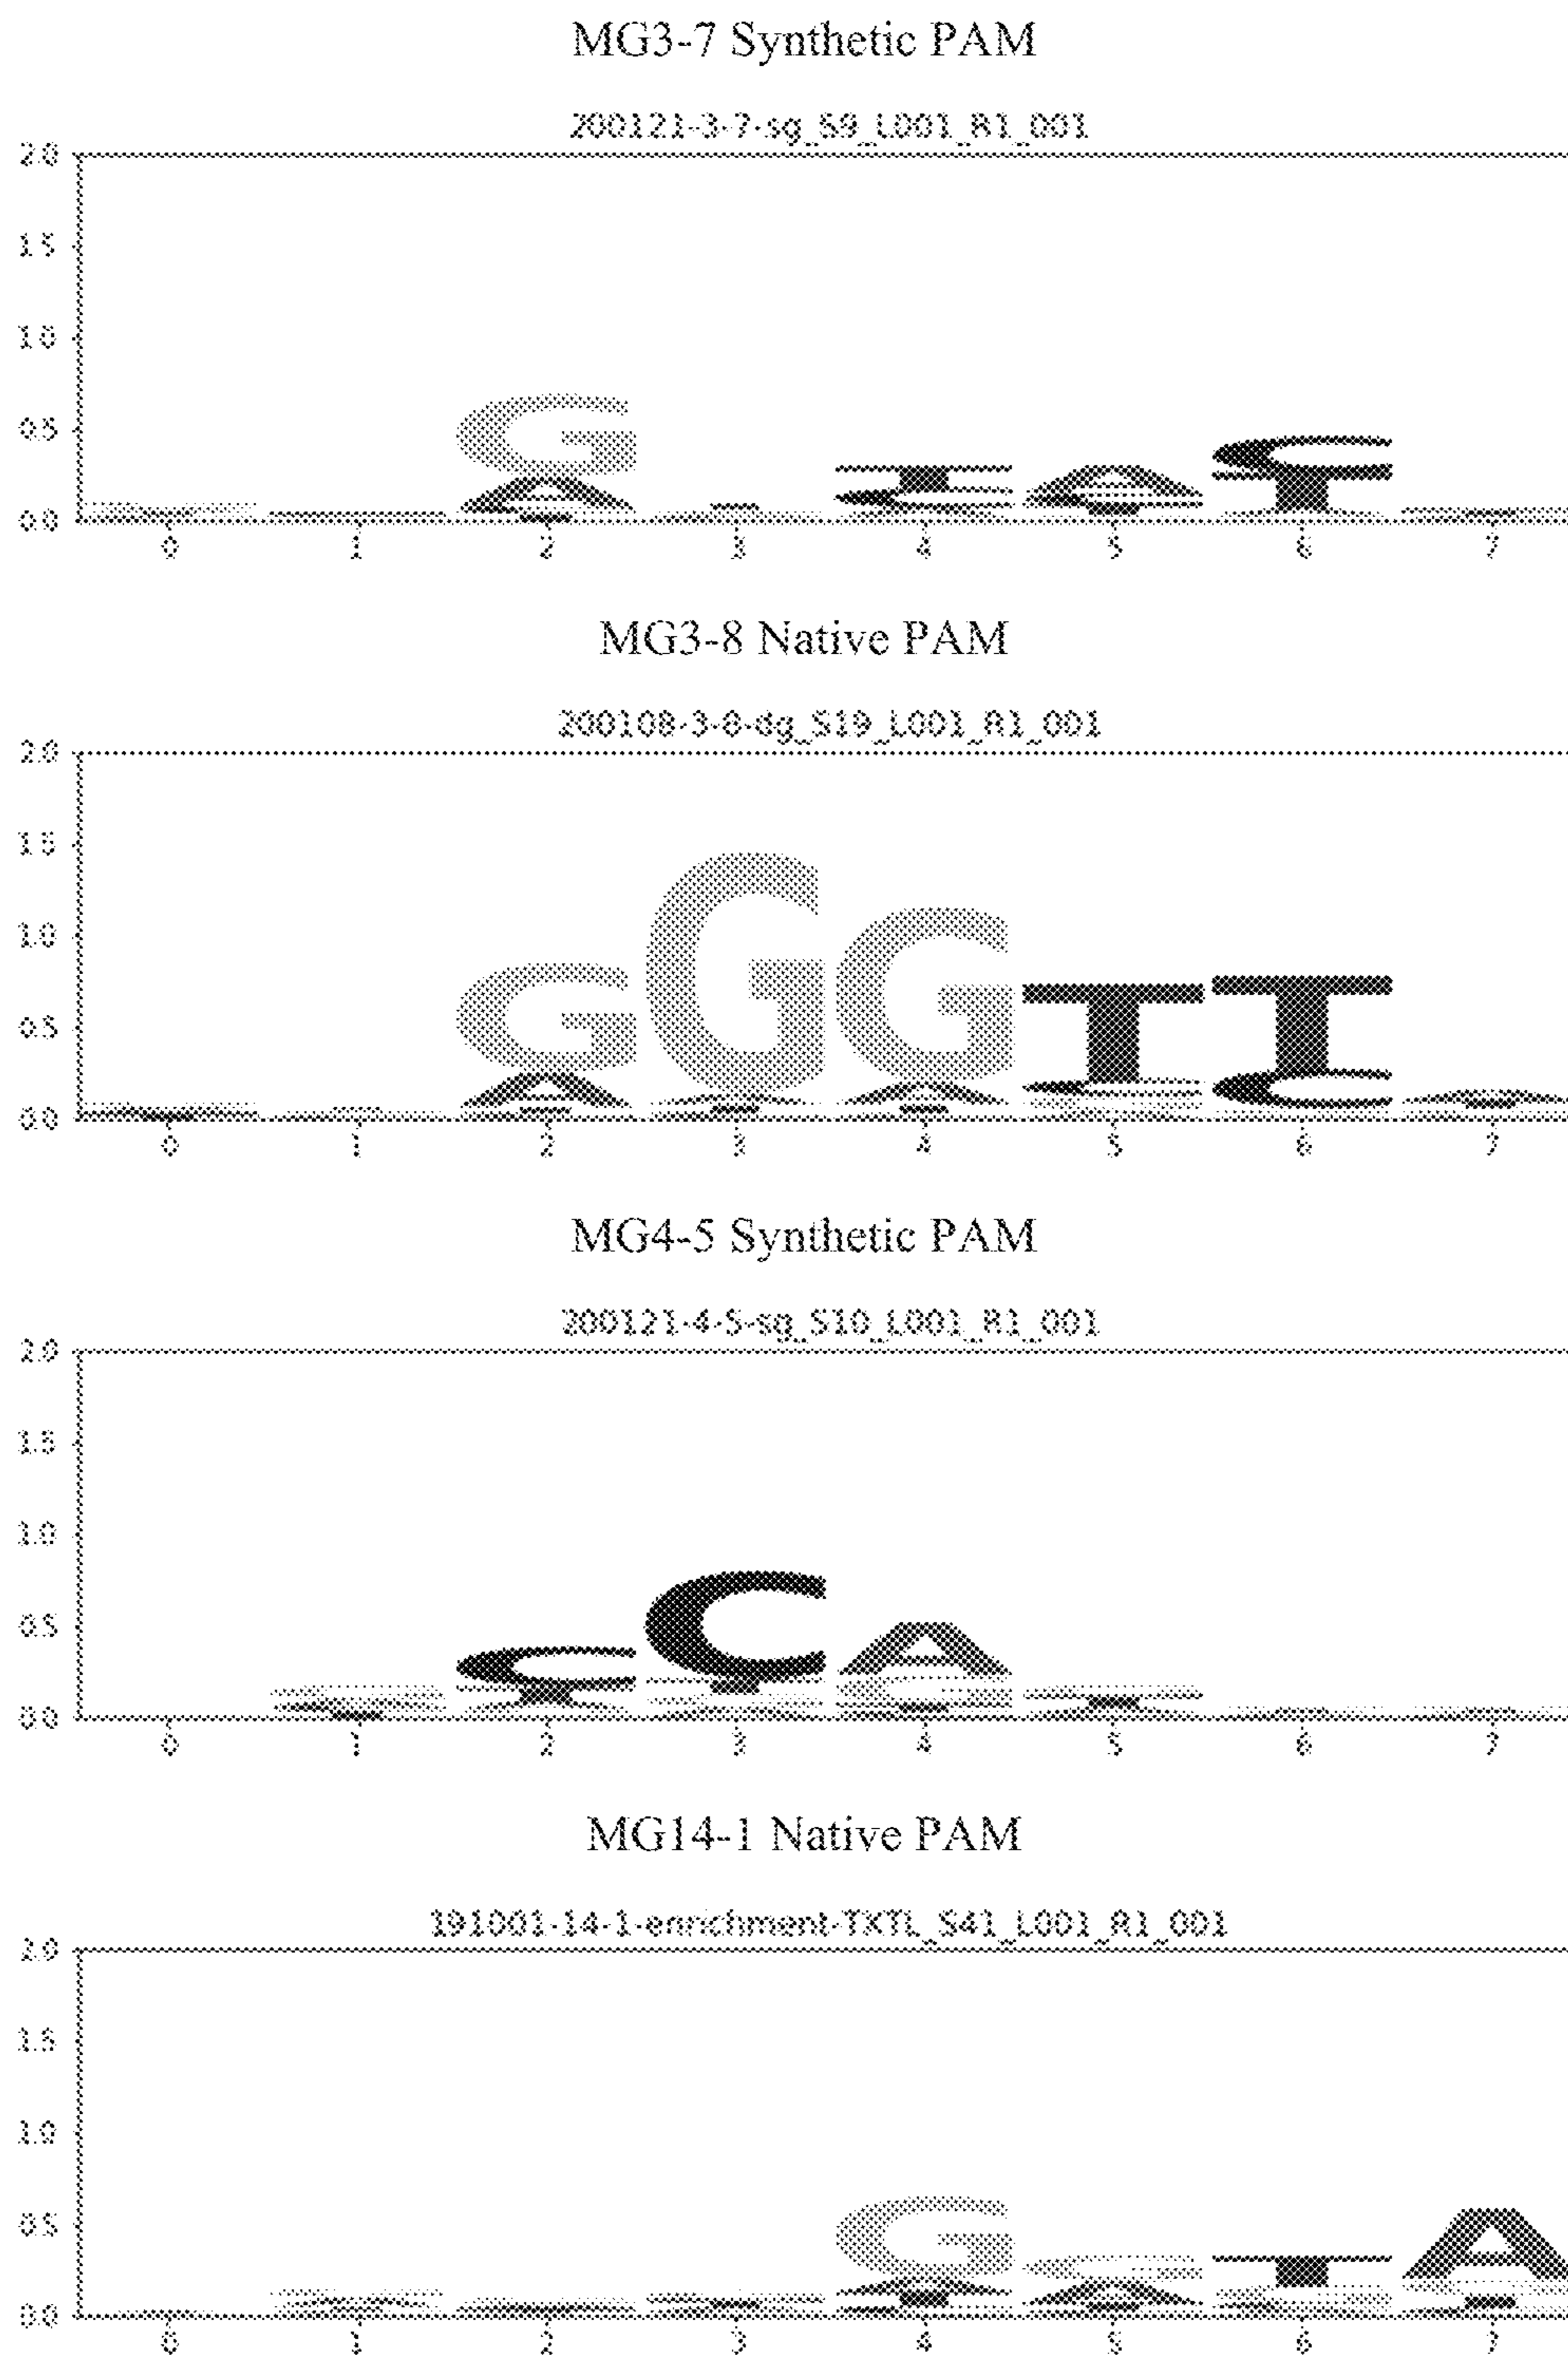 MG3-7 Synthetic PAM
200121-3-7-sg_S9_L001_R1_001
2.0
1.5
1.0
0.5
G
A
T
A
C
T
0.0
0 1 2 3 4 5 6 7
MG3-8 Native PAM
200108-3-8-dg_S19_L001_R1_001
2.0
1.5
1.0
0.5
G G G T T
A A C
0.0
0 1 2 3 4 5 6 7
MG4-5 Synthetic PAM
200121-4-5-sg_S10_L001_R1_001
2.0
1.5
1.0
0.5
C C A
T T G
0.0
0 1 2 3 4 5 6 7
MG14-1 Native PAM
191001-14-1-enrichment-TXTL_S41_L001_R1_001
2.0
1.5
1.0
0.5
G G T A
A A
0.0
0 1 2 3 4 5 6 7